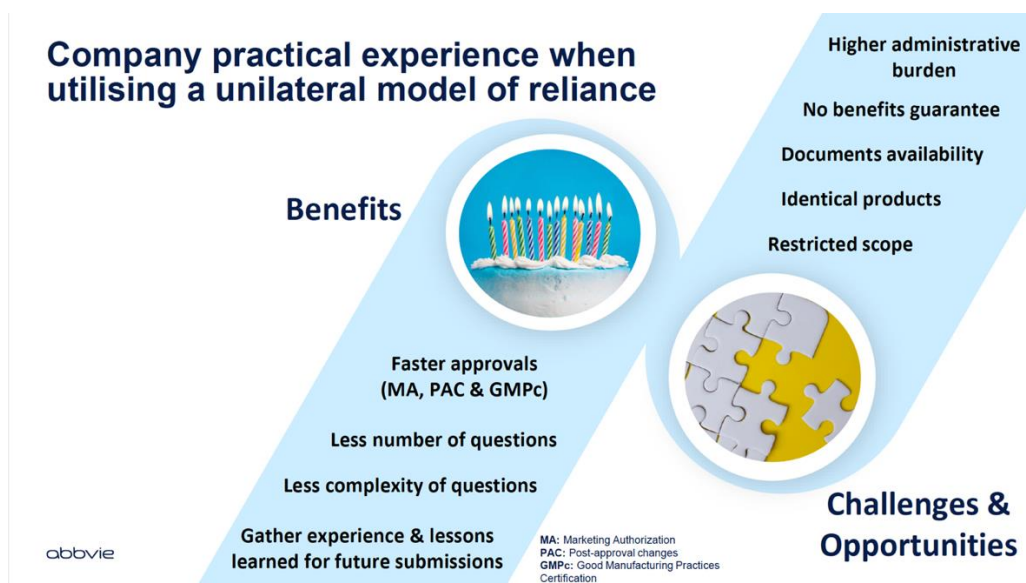 Company practical experience when
utilising a unilateral model of reliance
Benefits
Faster approvals
(MA, PAC & GMPc)
Less number of questions
Less complexity of questions
Gather experience & lessons
learned for future submissions
Higher administrative
burden
No benefits guarantee
Documents availability
Identical products
Restricted scope
Challenges &
Opportunities
MA: Marketing Authorization
PAC: Post-approval changes
GMPc: Good Manufacturing Practices
Certification
abbvie